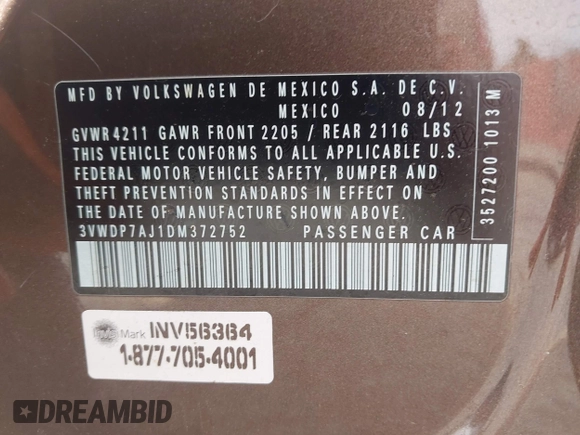 MFD BY VOLKSWAGEN DE MEXICO S.A. DE C.V.
MEXICO 08/12
GVWR 4211 GAWR FRONT 2205 / REAR 2116 LBS
THIS VEHICLE CONFORMS TO ALL APPLICABLE U.S.
FEDERAL MOTOR VEHICLE SAFETY, BUMPER AND
THEFT PREVENTION STANDARDS IN EFFECT ON
THE DATE OF MANUFACTURE SHOWN ABOVE.
3VWDP7AJ1DM372752 PASSENGER CAR
3527200 1013 M
Mark INV56364
1-877-705-4001
DREAMBID